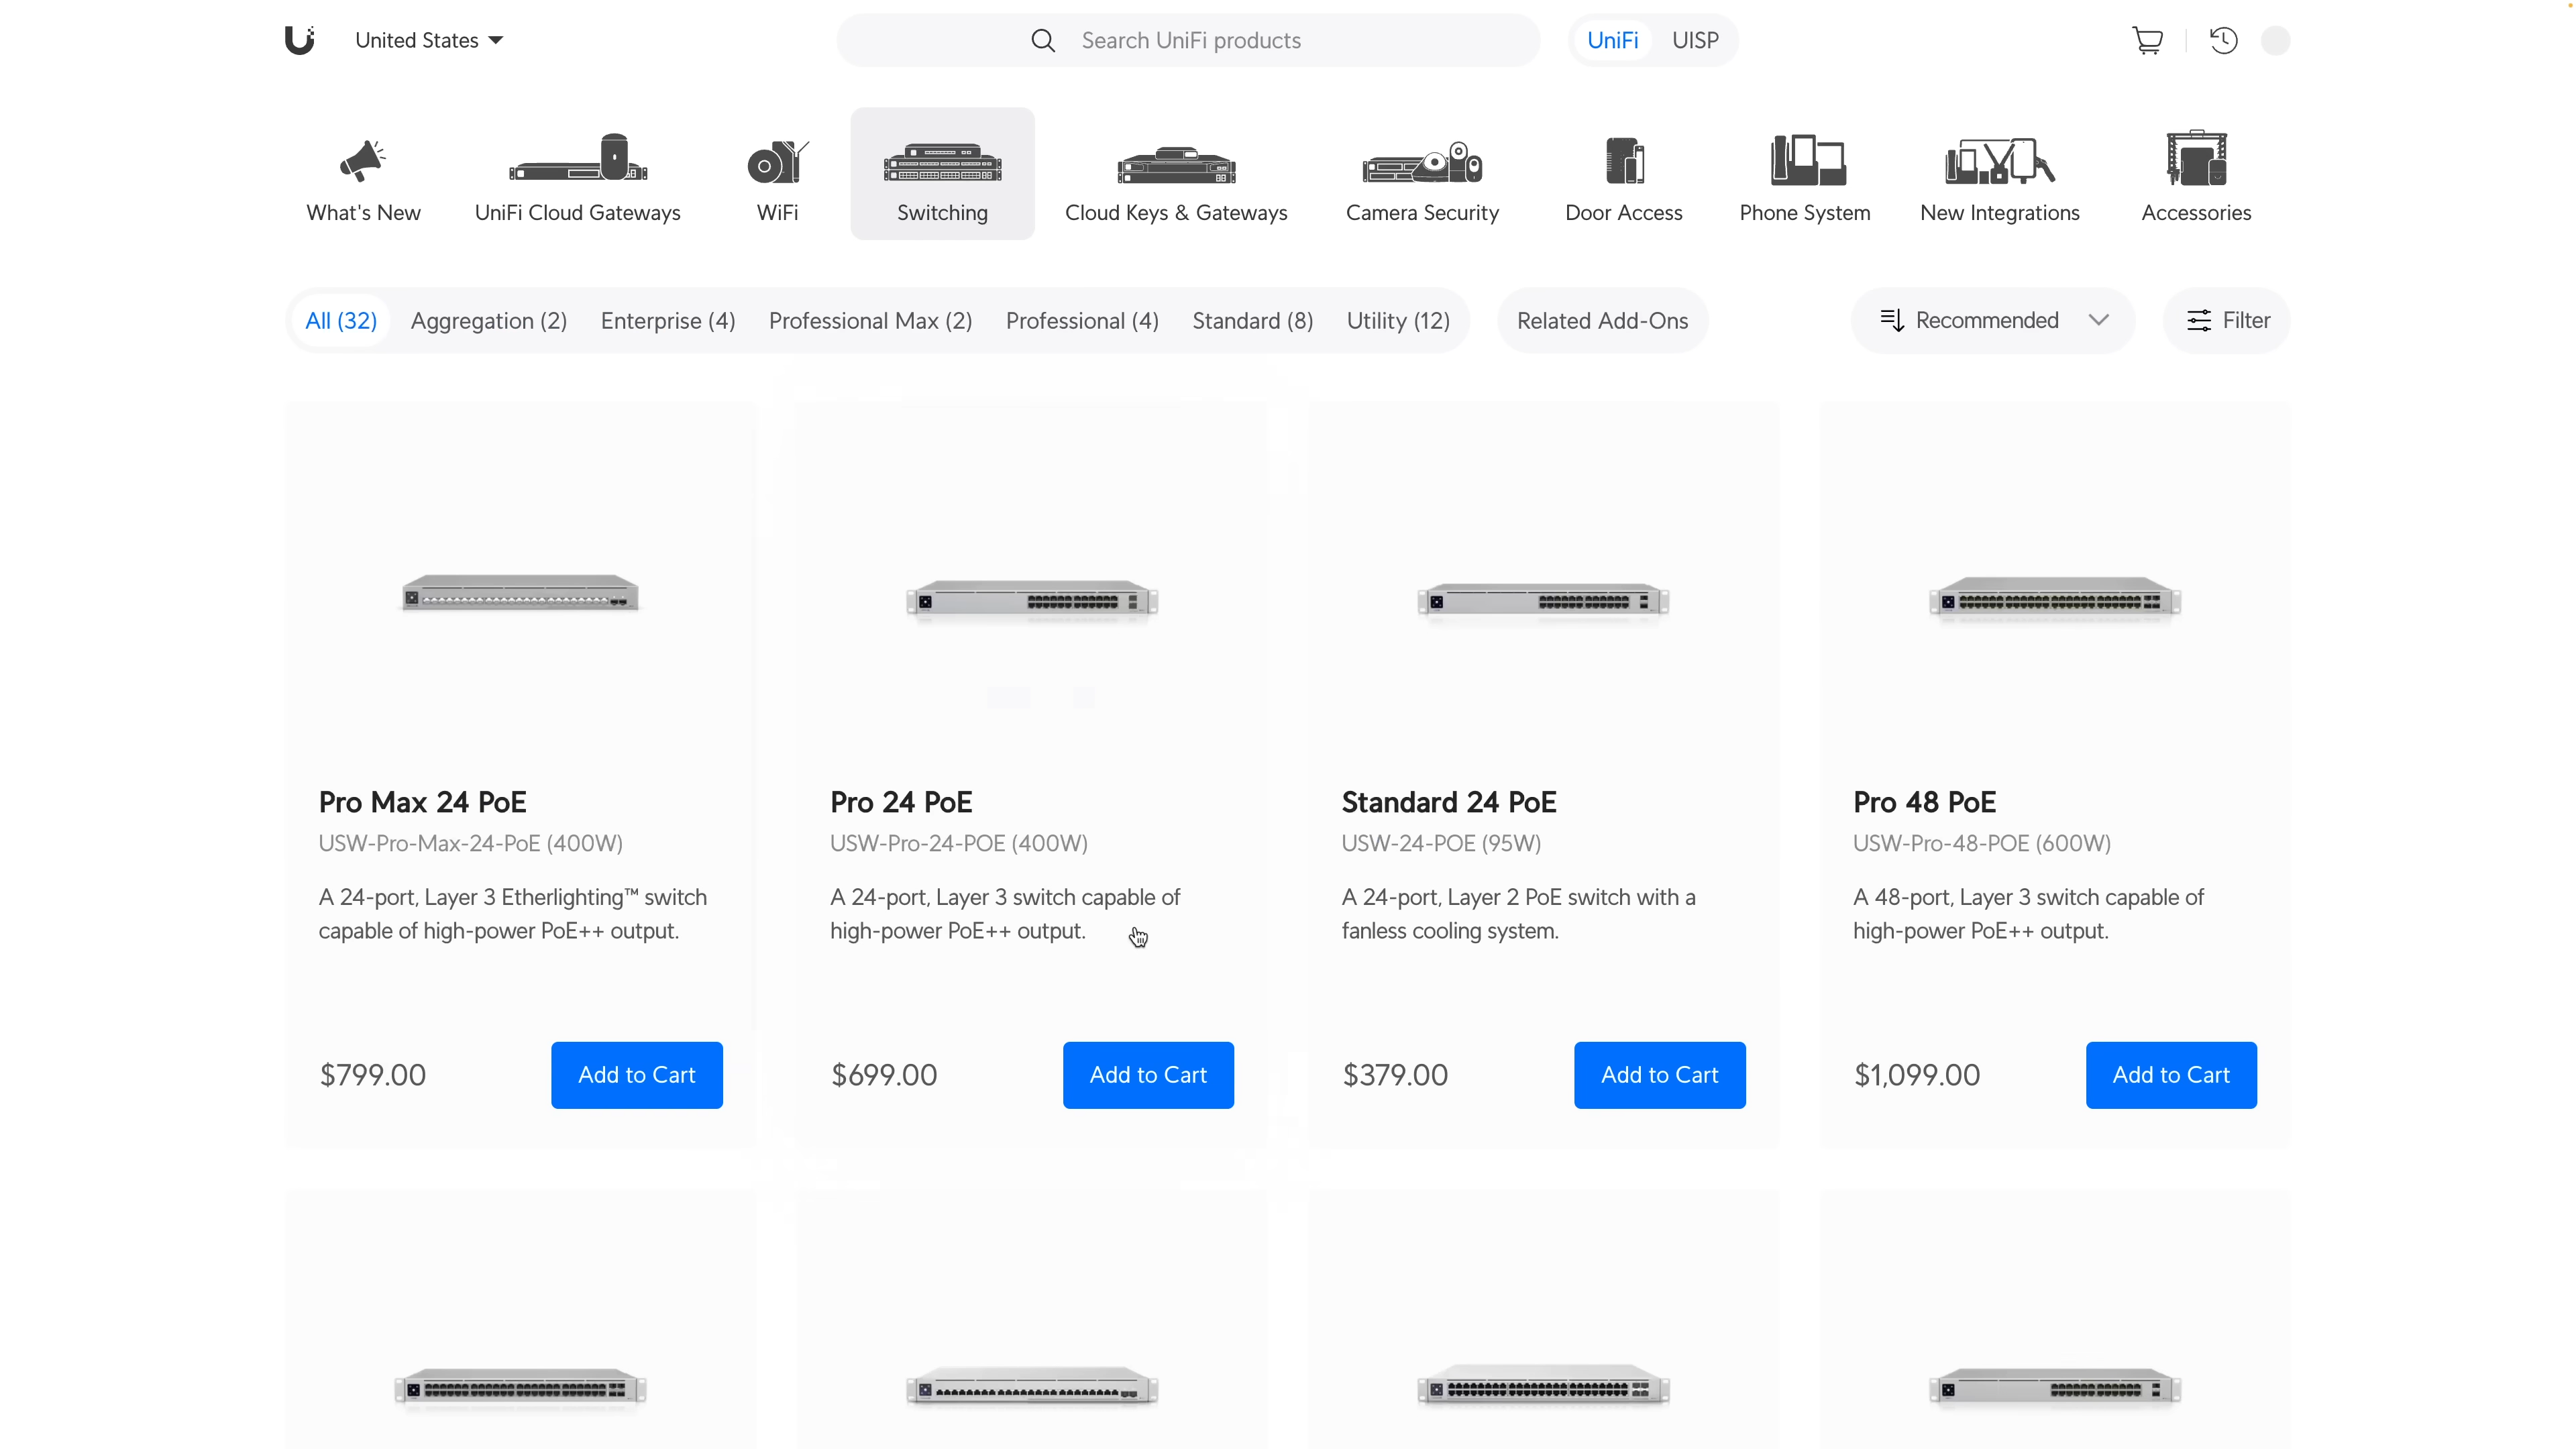 United States
Search UniFi products
UniFi
UISP
What's New
UniFi Cloud Gateways
WiFi
Switching
Cloud Keys & Gateways
Camera Security
Door Access
Phone System
New Integrations
Accessories
All (32)
Aggregation (2)
Enterprise (4)
Professional Max (2)
Professional (4)
Standard (8)
Utility (12)
Related Add-Ons
Recommended
Filter
Pro Max 24 PoE
USW-Pro-Max-24-PoE (400W)
A 24-port, Layer 3 Etherlighting™ switch
capable of high-power PoE++ output.
$799.00
Add to Cart
Pro 24 PoE
USW-Pro-24-POE (400W)
A 24-port, Layer 3 switch capable of
high-power PoE++ output.
$699.00
Add to Cart
Standard 24 PoE
USW-24-POE (95W)
A 24-port, Layer 2 PoE switch with a
fanless cooling system.
$379.00
Add to Cart
Pro 48 PoE
USW-Pro-48-POE (600W)
A 48-port, Layer 3 switch capable of
high-power PoE++ output.
$1,099.00
Add to Cart